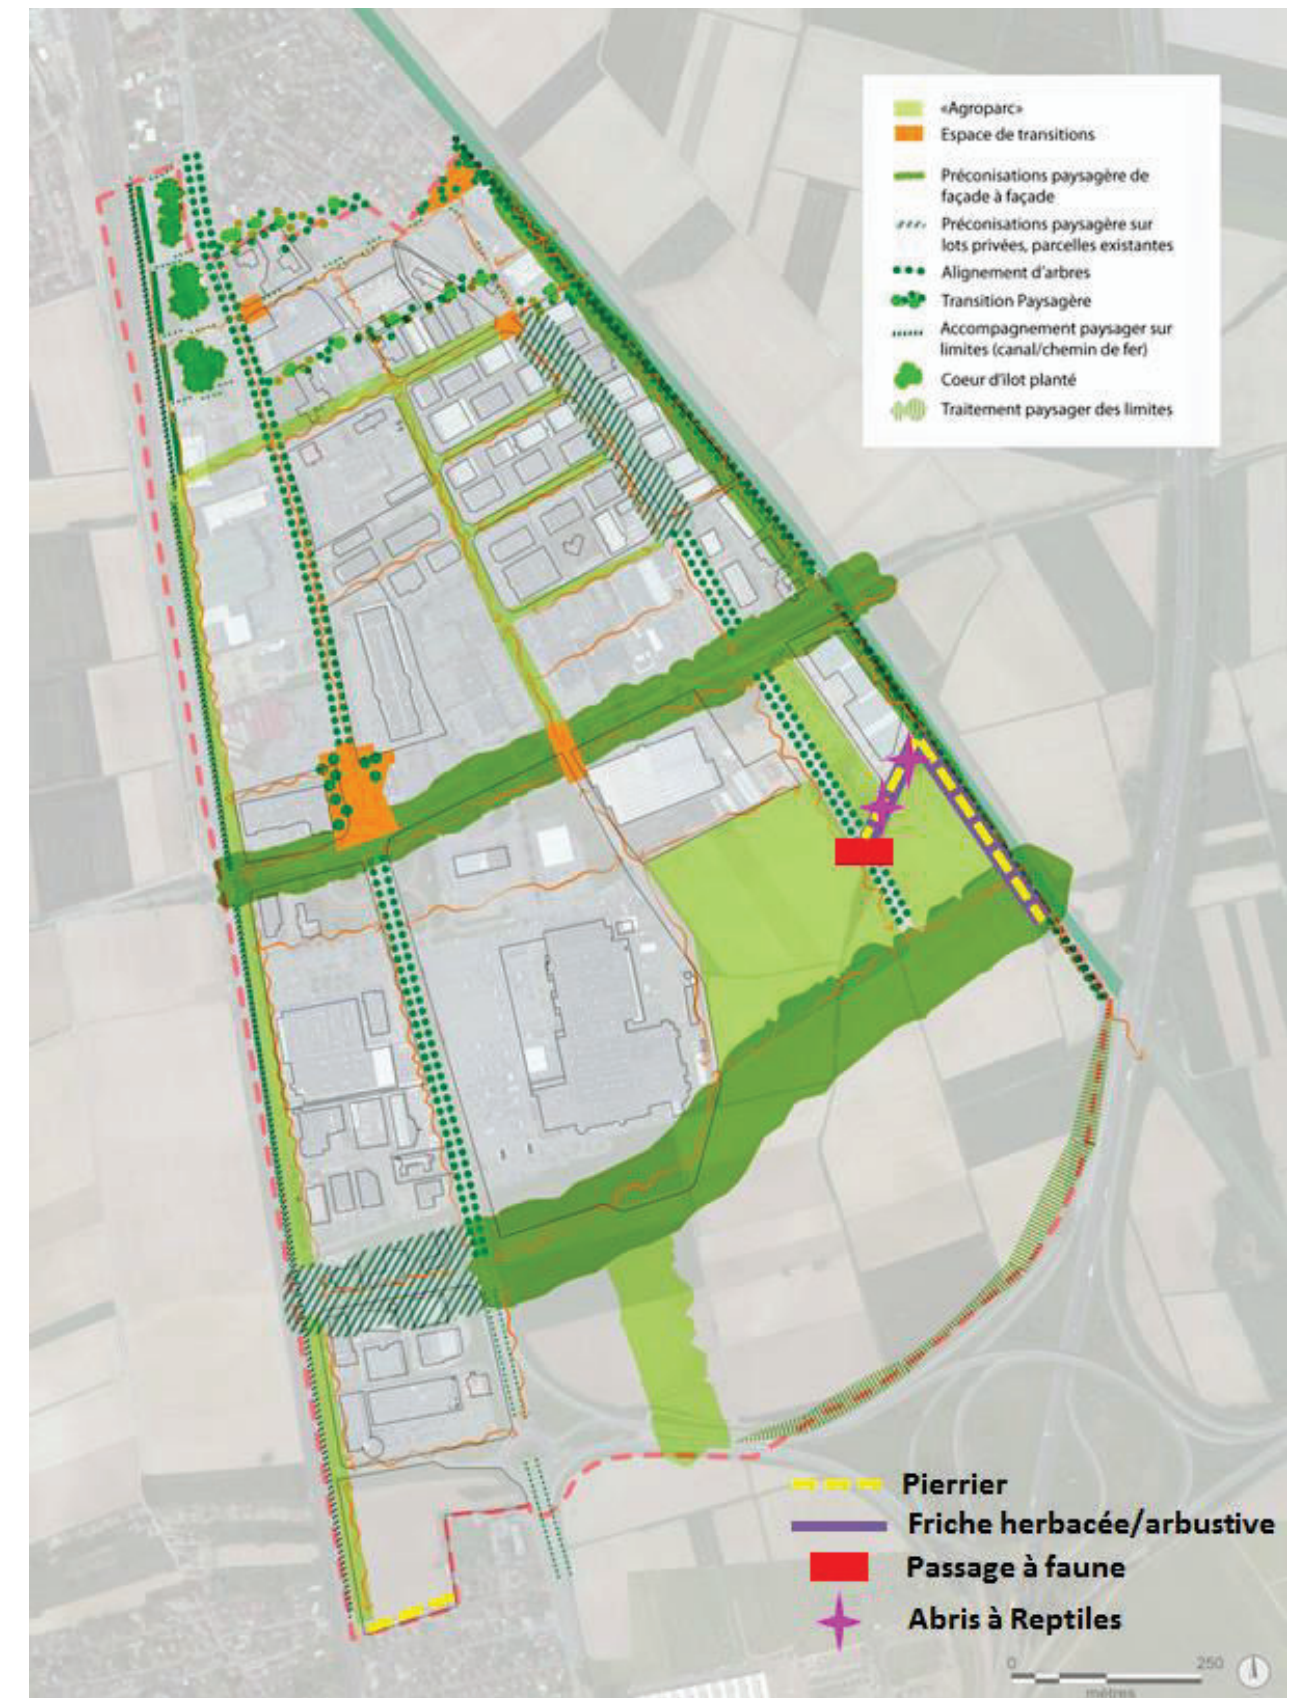 «Agroparc»
Espace de transitions
Préconisations paysagère de
façade à façade
Préconisations paysagère sur
lots privées, parcelles existantes
Alignement d'arbres
Transition Paysagère
Accompagnement paysager sur
limites (canal/chemin de fer)
Coeur d'îlot planté
Traitement paysager des limites
Pierrier
Friche herbacée/arbustive
Passage à faune
Abris à Reptiles
0 250
mètres